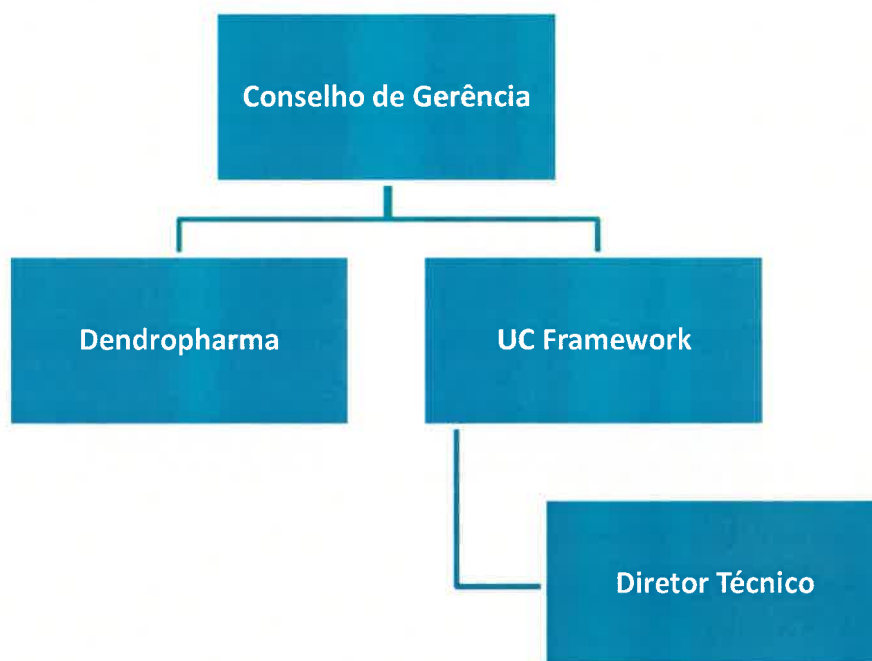 Conselho de Gerência
Dendropharma
UC Framework
Diretor Técnico